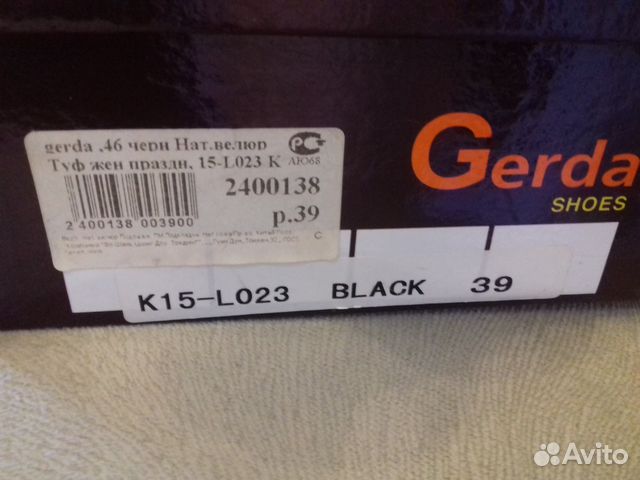 gerda ,46 черн Нат.велюр
Туф жен праздн, 15-L023 K
РС
АЮ68
2400138
2 400138 003900
р.39
Gerda
SHOES
K15-L023 BLACK 39
Avito